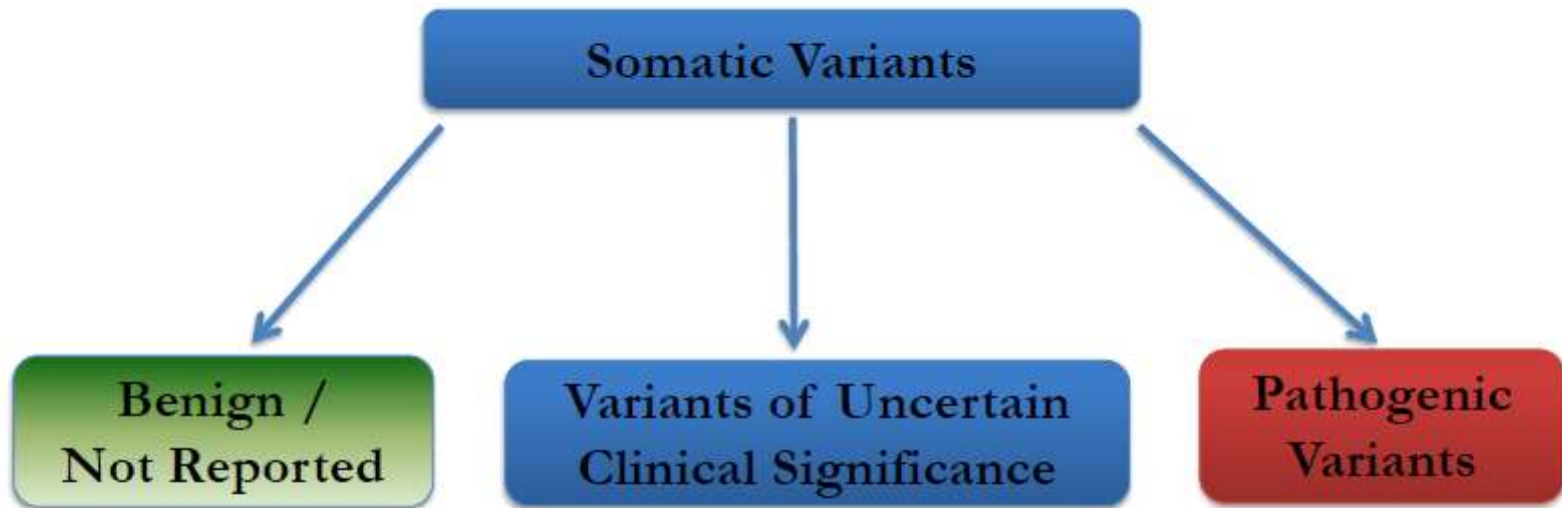 Somatic Variants
Benign /
Not Reported
Variants of Uncertain
Clinical Significance
Pathogenic
Variants